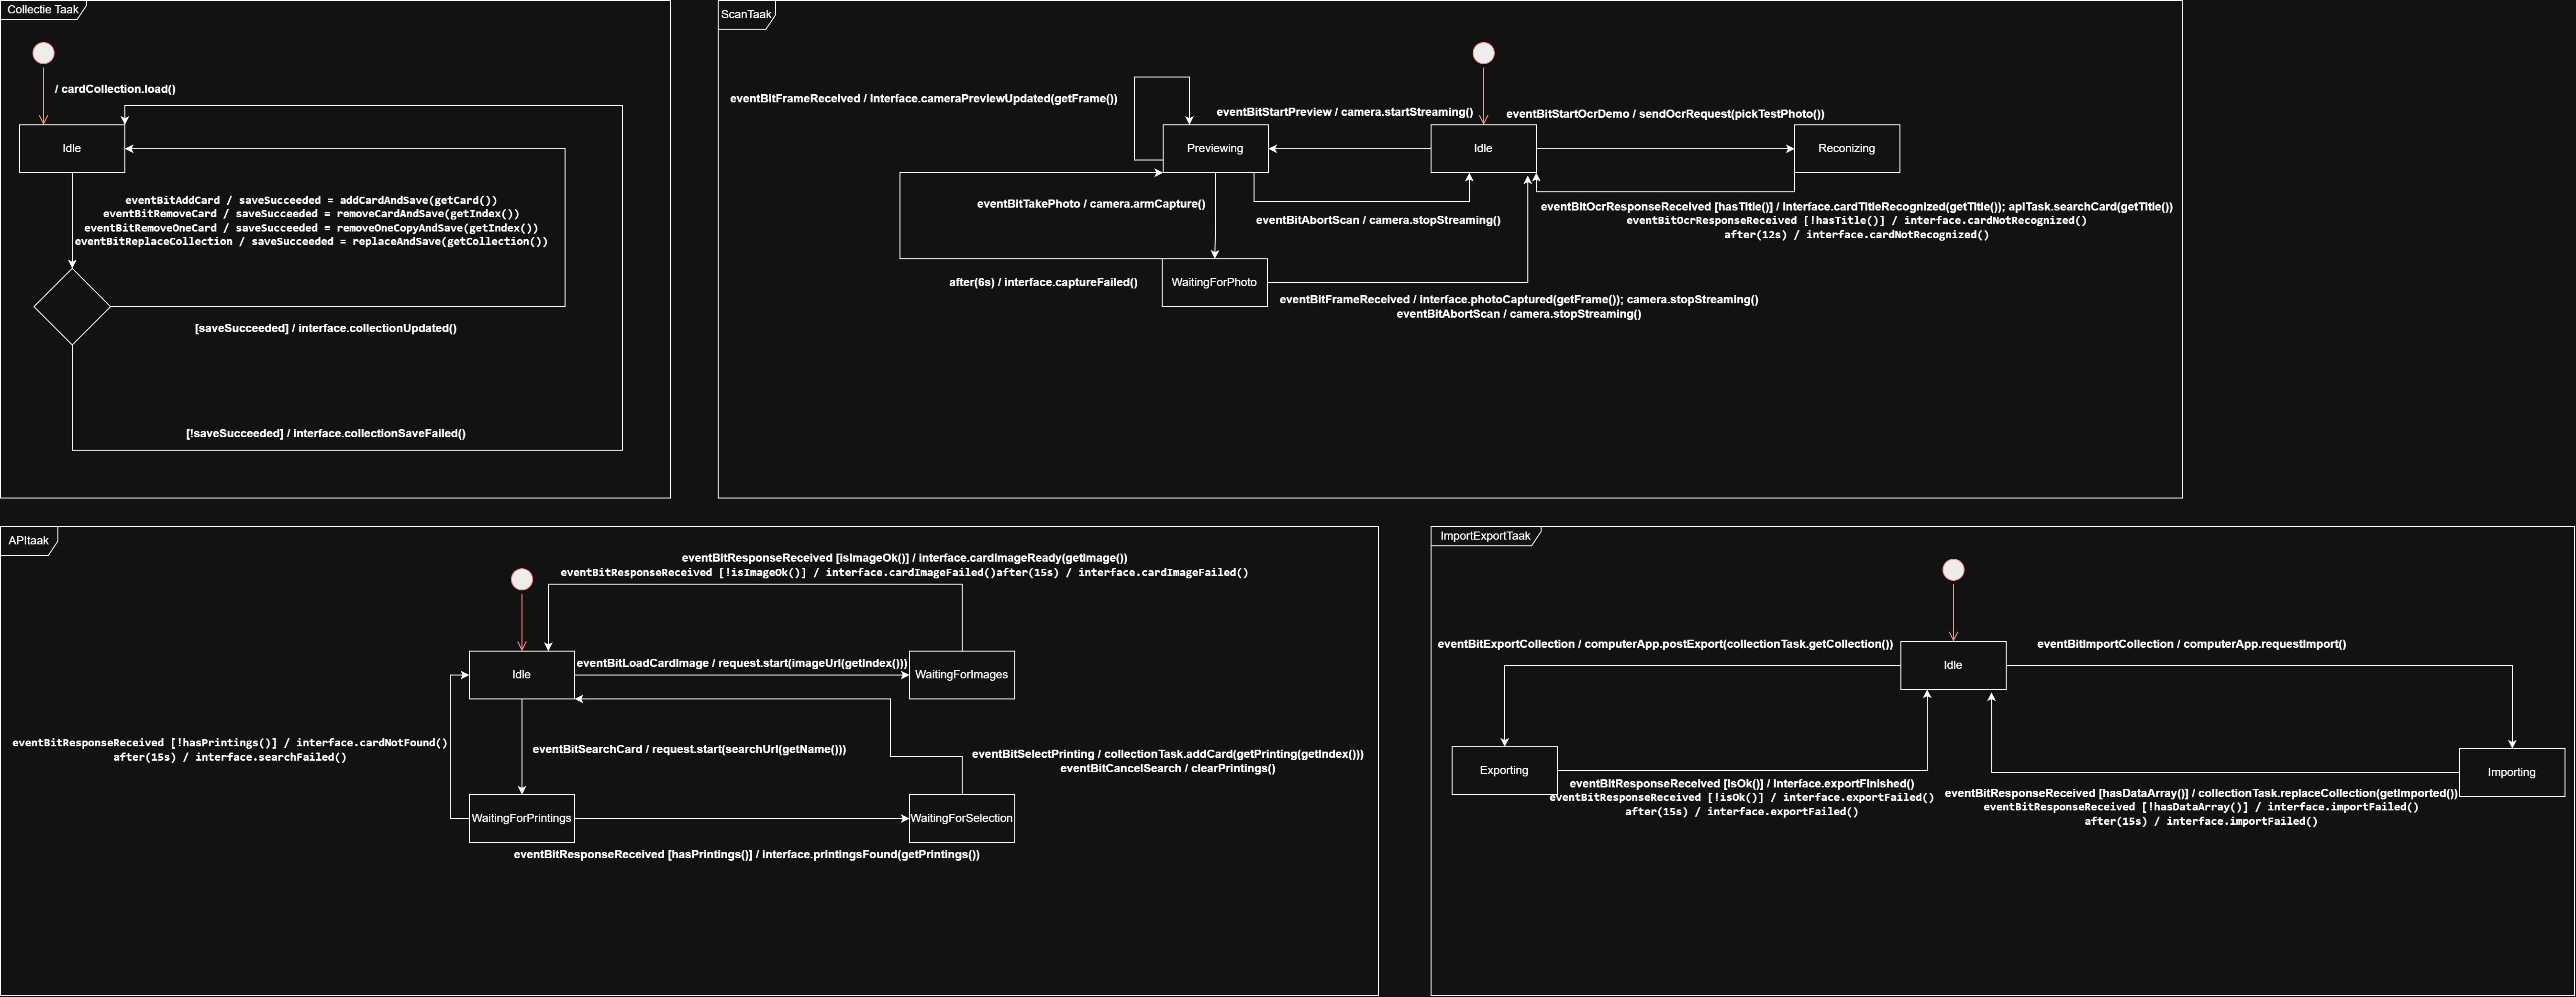 Collectie Taak
/ cardCollection.load()
Idle
eventBitAddCard / saveSucceeded = addCardAndSave(getCard())
eventBitRemoveCard / saveSucceeded = removeCardAndSave(getIndex())
eventBitRemoveOneCard / saveSucceeded = removeOneCopyAndSave(getIndex())
eventBitReplaceCollection / saveSucceeded = replaceAndSave(getCollection())
[saveSucceeded] / interface.collectionUpdated()
[!saveSucceeded] / interface.collectionSaveFailed()
ScanTaak
eventBitFrameReceived / interface.cameraPreviewUpdated(getFrame())
eventBitStartPreview / camera.startStreaming()
eventBitStartOcrDemo / sendOcrRequest(pickTestPhoto())
Previewing
Idle
Reconizing
eventBitTakePhoto / camera.armCapture()
eventBitAbortScan / camera.stopStreaming()
eventBitOcrResponseReceived [hasTitle()] / interface.cardTitleRecognized(getTitle()); apiTask.searchCard(getTitle())
eventBitOcrResponseReceived [!hasTitle()] / interface.cardNotRecognized()
after(12s) / interface.cardNotRecognized()
after(6s) / interface.captureFailed()
WaitingForPhoto
eventBitFrameReceived / interface.photoCaptured(getFrame()); camera.stopStreaming()
eventBitAbortScan / camera.stopStreaming()
APItaak
eventBitResponseReceived [isImageOk()] / interface.cardImageReady(getImage())
eventBitResponseReceived [!isImageOk()] / interface.cardImageFailed()after(15s) / interface.cardImageFailed()
Idle
eventBitLoadCardImage / request.start(imageUrl(getIndex()))
WaitingForImages
eventBitResponseReceived [!hasPrintings()] / interface.cardNotFound()
after(15s) / interface.searchFailed()
eventBitSearchCard / request.start(searchUrl(getName()))
eventBitSelectPrinting / collectionTask.addCard(getPrinting(getIndex()))
eventBitCancelSearch / clearPrintings()
WaitingForPrintings
WaitingForSelection
eventBitResponseReceived [hasPrintings()] / interface.printingsFound(getPrintings())
ImportExportTaak
eventBitExportCollection / computerApp.postExport(collectionTask.getCollection())
Idle
eventBitImportCollection / computerApp.requestImport()
Exporting
Importing
eventBitResponseReceived [isOk()] / interface.exportFinished()
eventBitResponseReceived [!isOk()] / interface.exportFailed()
after(15s) / interface.exportFailed()
eventBitResponseReceived [hasDataArray()] / collectionTask.replaceCollection(getImported())
eventBitResponseReceived [!hasDataArray()] / interface.importFailed()
after(15s) / interface.importFailed()